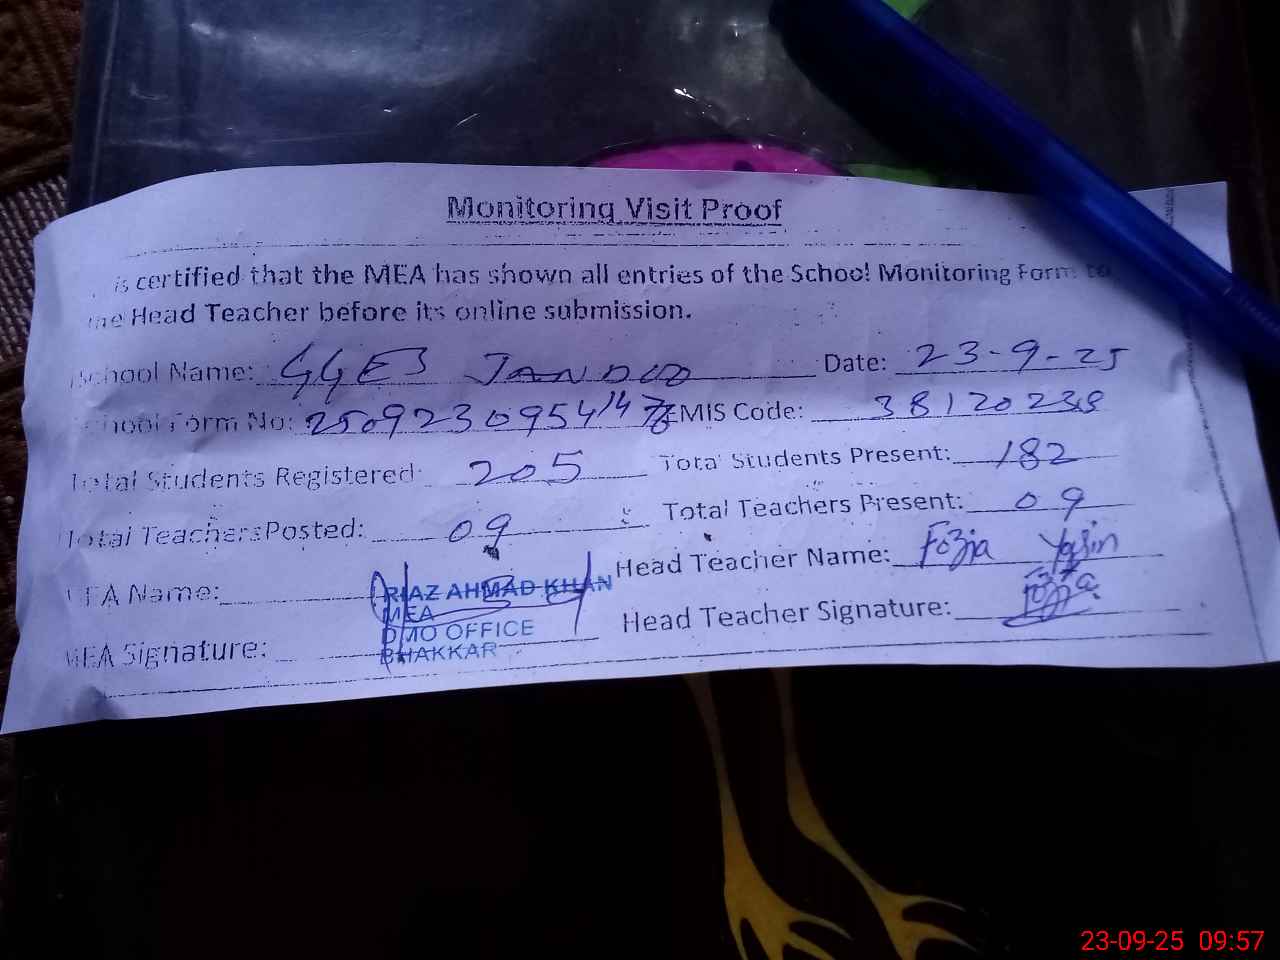 Monitoring Visit Proof
is certified that the MEA has shown all entries of the School Monitoring Form to
the Head Teacher before its online submission.
School Name: GGES JANDOO Date: 23-9-25
School Form No: EMIS Code:
Total Students Registered: 205 Total Students Present: 182
Total Teachers Posted: 09 Total Teachers Present: 09
Head Teacher Name: Fozia Yasin
MEA Name: RIAZ AHMAD KHAN
MEA
Head Teacher Signature: Fozia
DMO OFFICE
MEA Signature: BHAKKAR
23-09-25 09:57